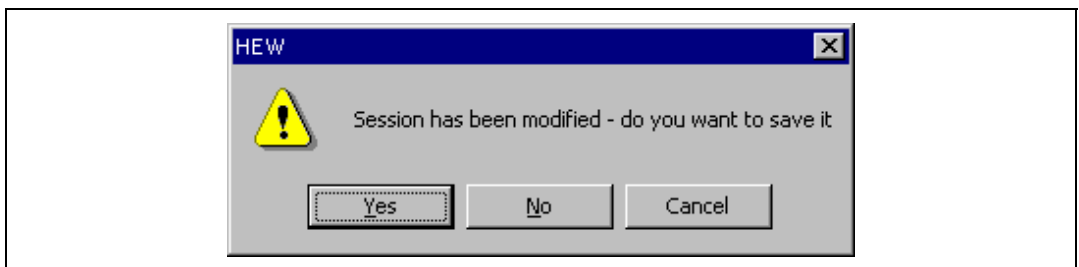 HEW
Session has been modified - do you want to save it
Yes No Cancel